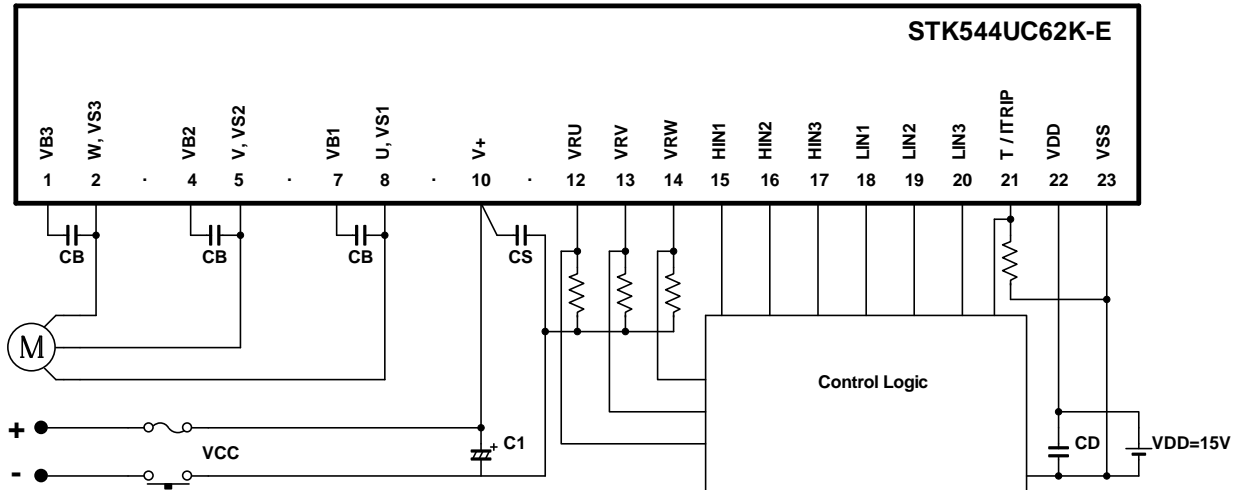 STK544UC62K-E
VB3
W, VS3
VB2
V, VS2
VB1
U, VS1
V+
VRU
VRV
VRW
HIN1
HIN2
HIN3
LIN1
LIN2
LIN3
T / ITRIP
VDD
VSS
1 2 · 4 5 · 7 8 · 10 · 12 13 14 15 16 17 18 19 20 21 22 23
CB CB CB CS
M
Control Logic
+
VCC
+ C1
CD
VDD=15V
-